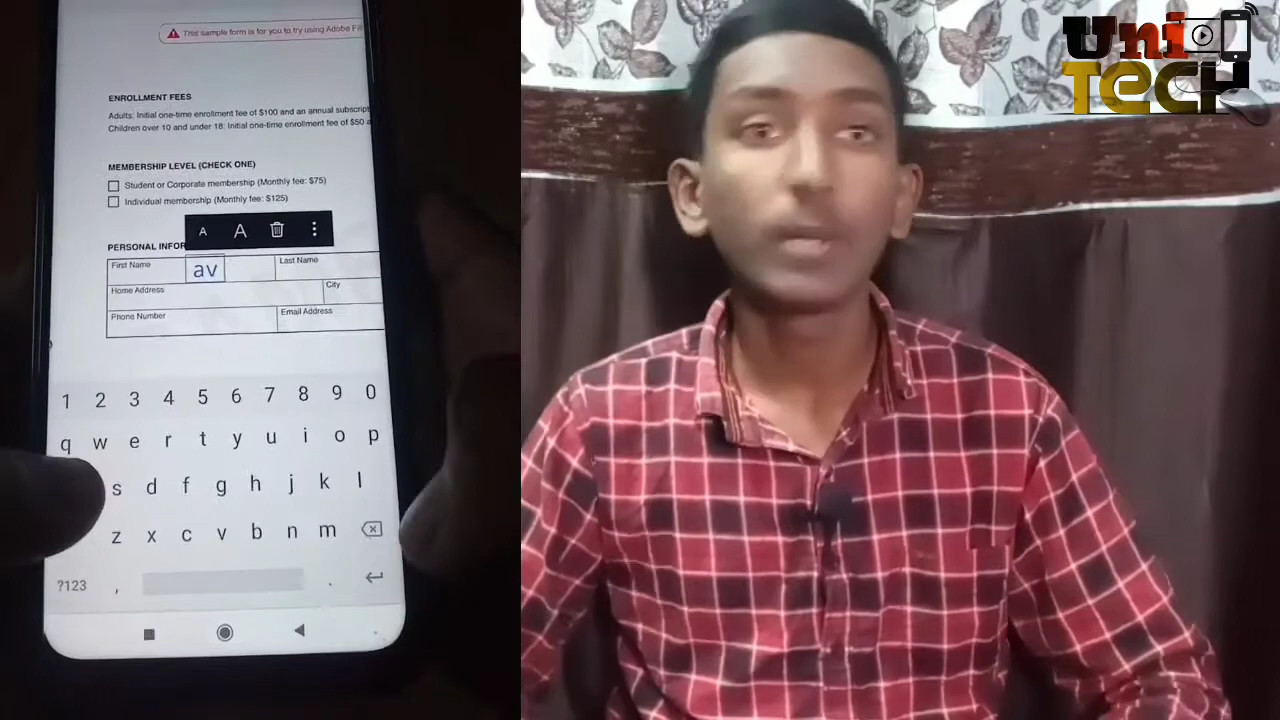 This sample form is for you to try using Adobe Fill
ENROLLMENT FEES
Adults: Initial one-time enrollment fee of $100 and an annual
Children over 10 and under 18: Initial one-time enrollment fee of $50
MEMBERSHIP LEVEL (CHECK ONE)
Student or Corporate membership (Monthly fee: $75)
Individual membership (Monthly fee: $125)
A A
PERSONAL INFOR
First Name av Last Name
Home Address City
Phone Number Email Address
1 2 3 4 5 6 7 8 9 0
q w e r t y u i o p
s d f g h j k l
z x c v b n m
?123 , .
Uni
TECH